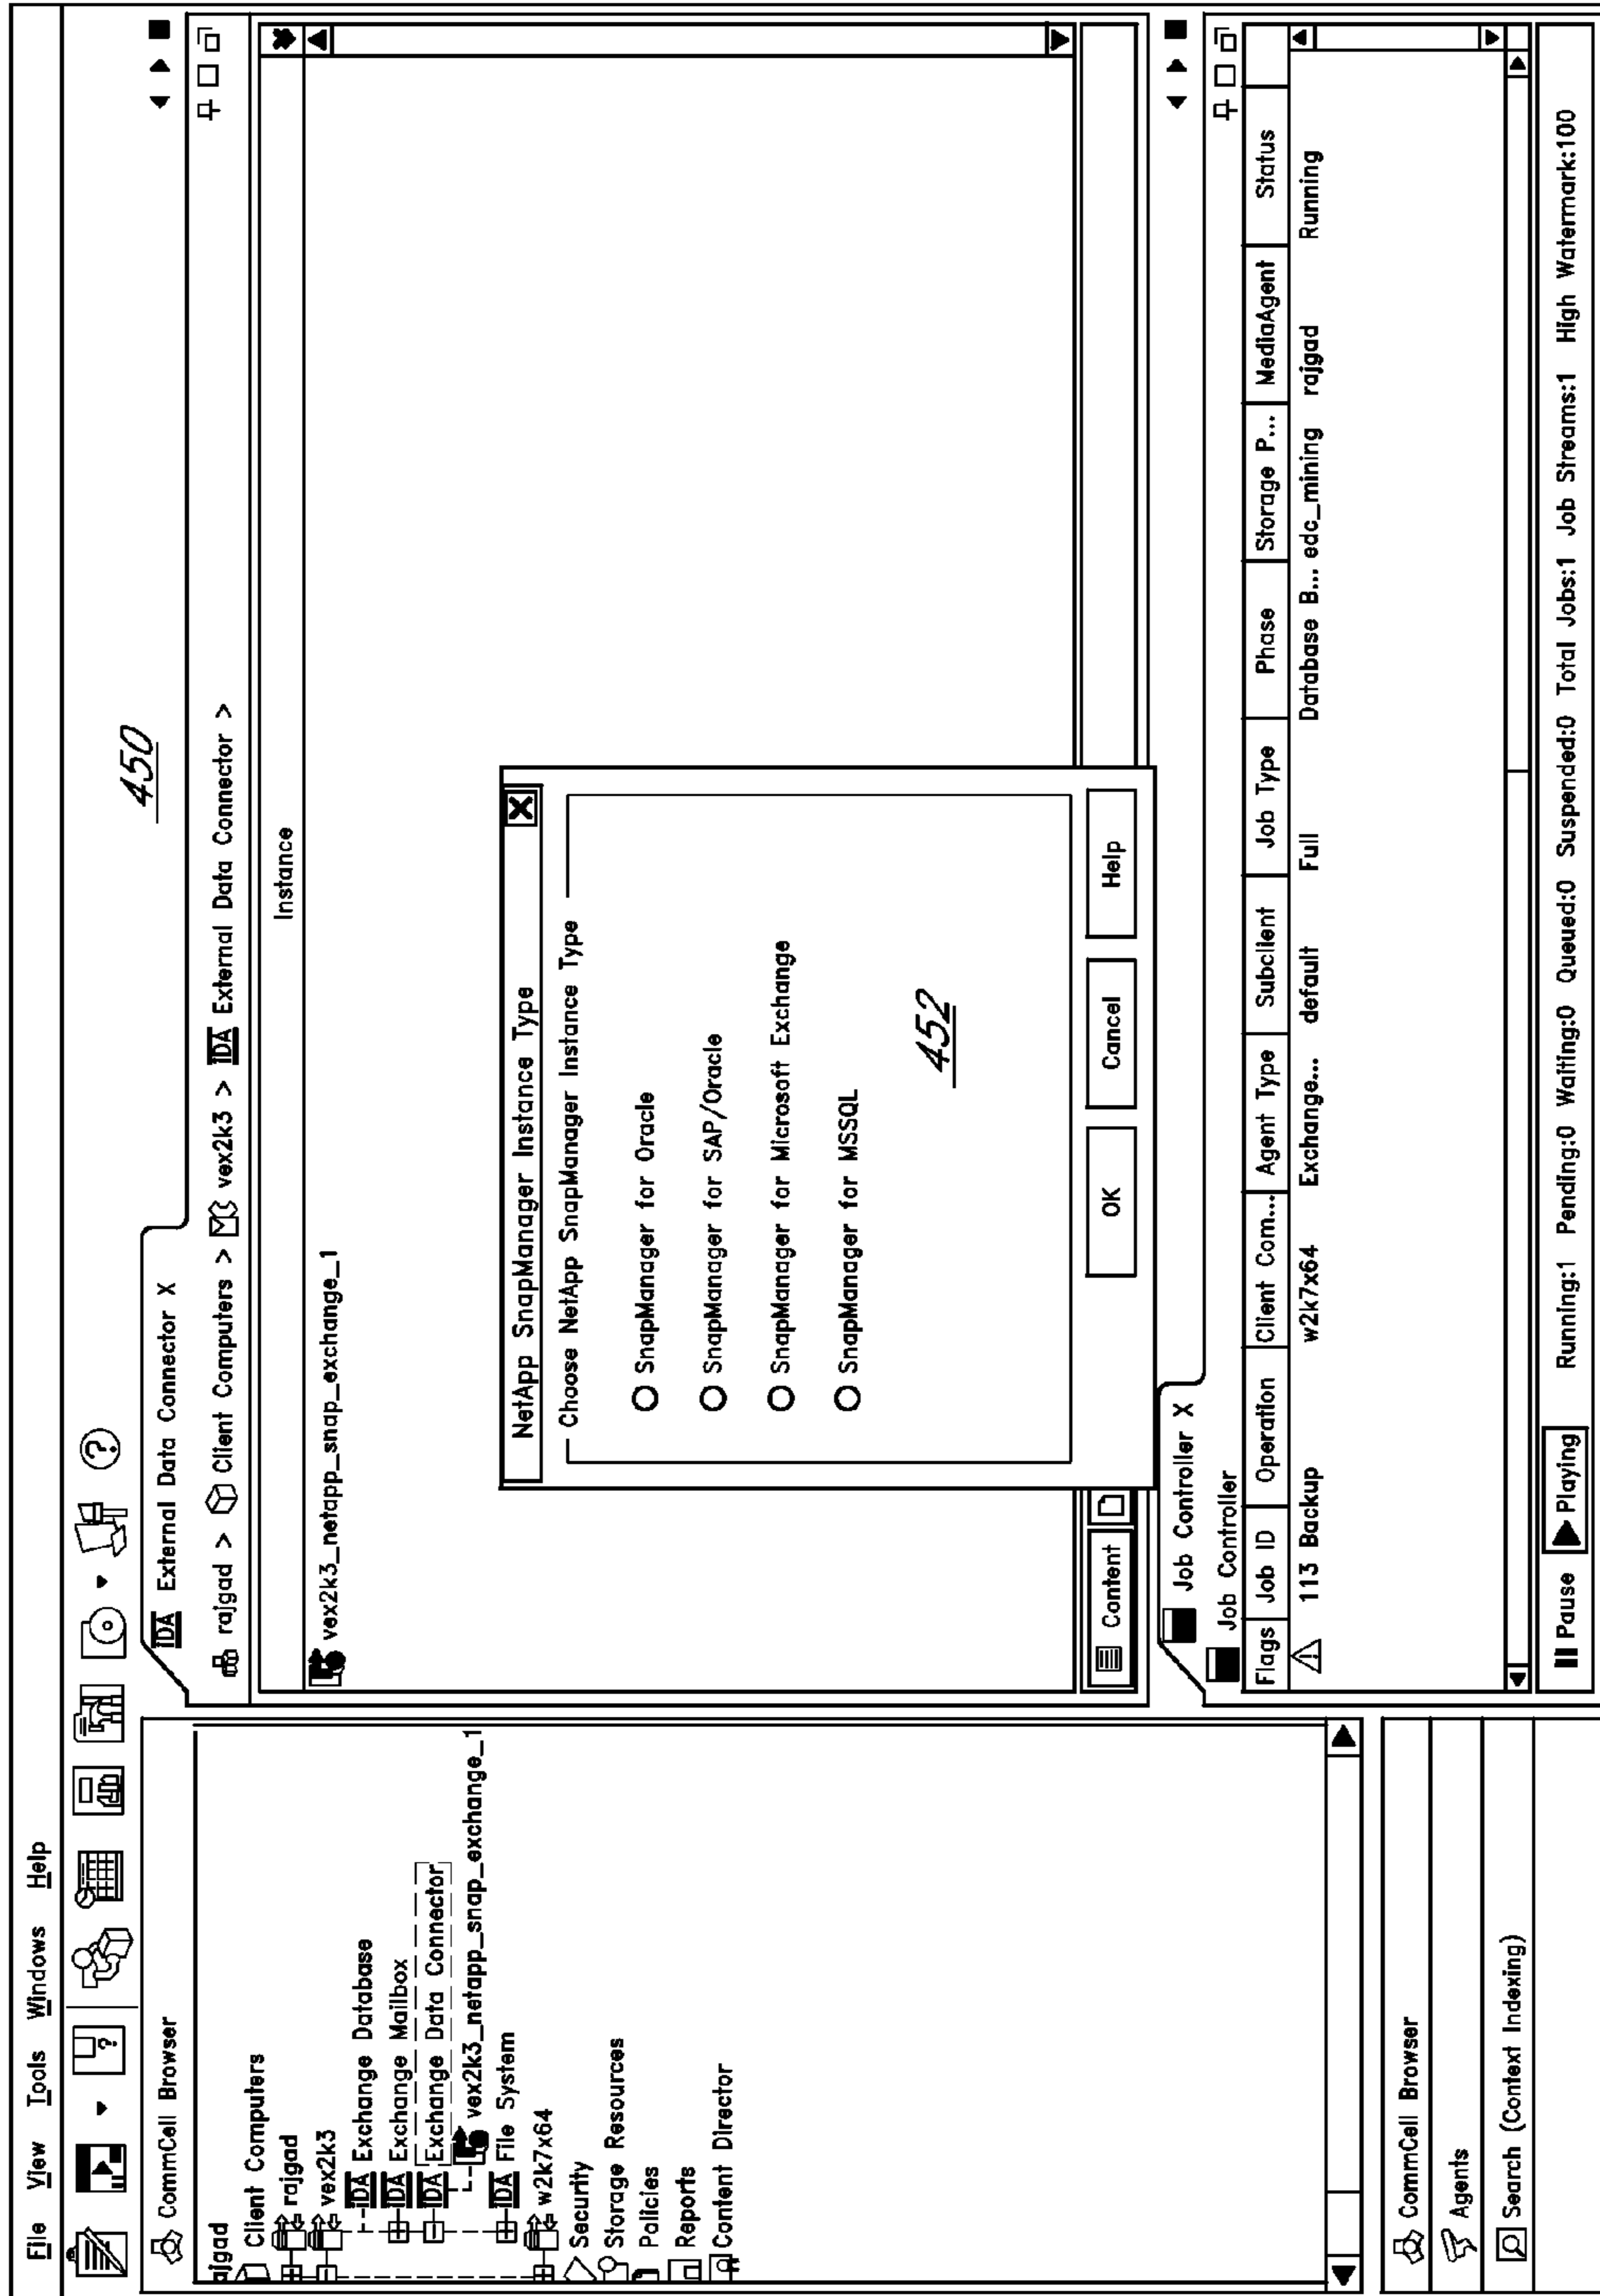 File View Tools Windows Help
450
CommCell Browser
ajgad
Client Computers
rajgad
vex2k3
iDA Exchange Database
iDA Exchange Mailbox
iDA Exchange Data Connector
vex2k3_netapp_snap_exchange_1
iDA File System
w2k7x64
Security
Storage Resources
Policies
Reports
Content Director
CommCell Browser
Agents
Search (Context Indexing)
iDA External Data Connector X
rajgad > Client Computers > vex2k3 > iDA External Data Connector >
Instance
vex2k3_netapp_snap_exchange_1
NetApp SnapManager Instance Type X
Choose NetApp SnapManager Instance Type
SnapManager for Oracle
SnapManager for SAP/Oracle
SnapManager for Microsoft Exchange
SnapManager for MSSQL
452
OK Cancel Help
Content
Job Controller X
Job Controller
Flags Job ID Operation Client Com... Agent Type Subclient Job Type Phase Storage P... MediaAgent Status
113 Backup w2k7x64 Exchange... default Full Database B... edc_mining rajgad Running
Pause Playing Running:1 Pending:0 Waiting:0 Queued:0 Suspended:0 Total Jobs:1 Job Streams:1 High Watermark:100